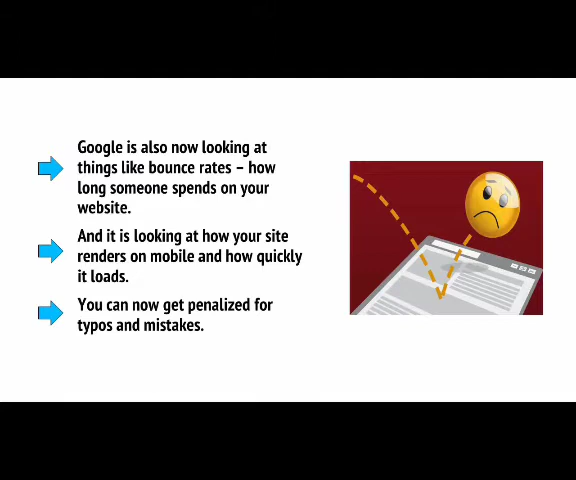 Google is also now looking at
things like bounce rates – how
long someone spends on your
website.
And it is looking at how your site
renders on mobile and how quickly
it loads.
You can now get penalized for
typos and mistakes.